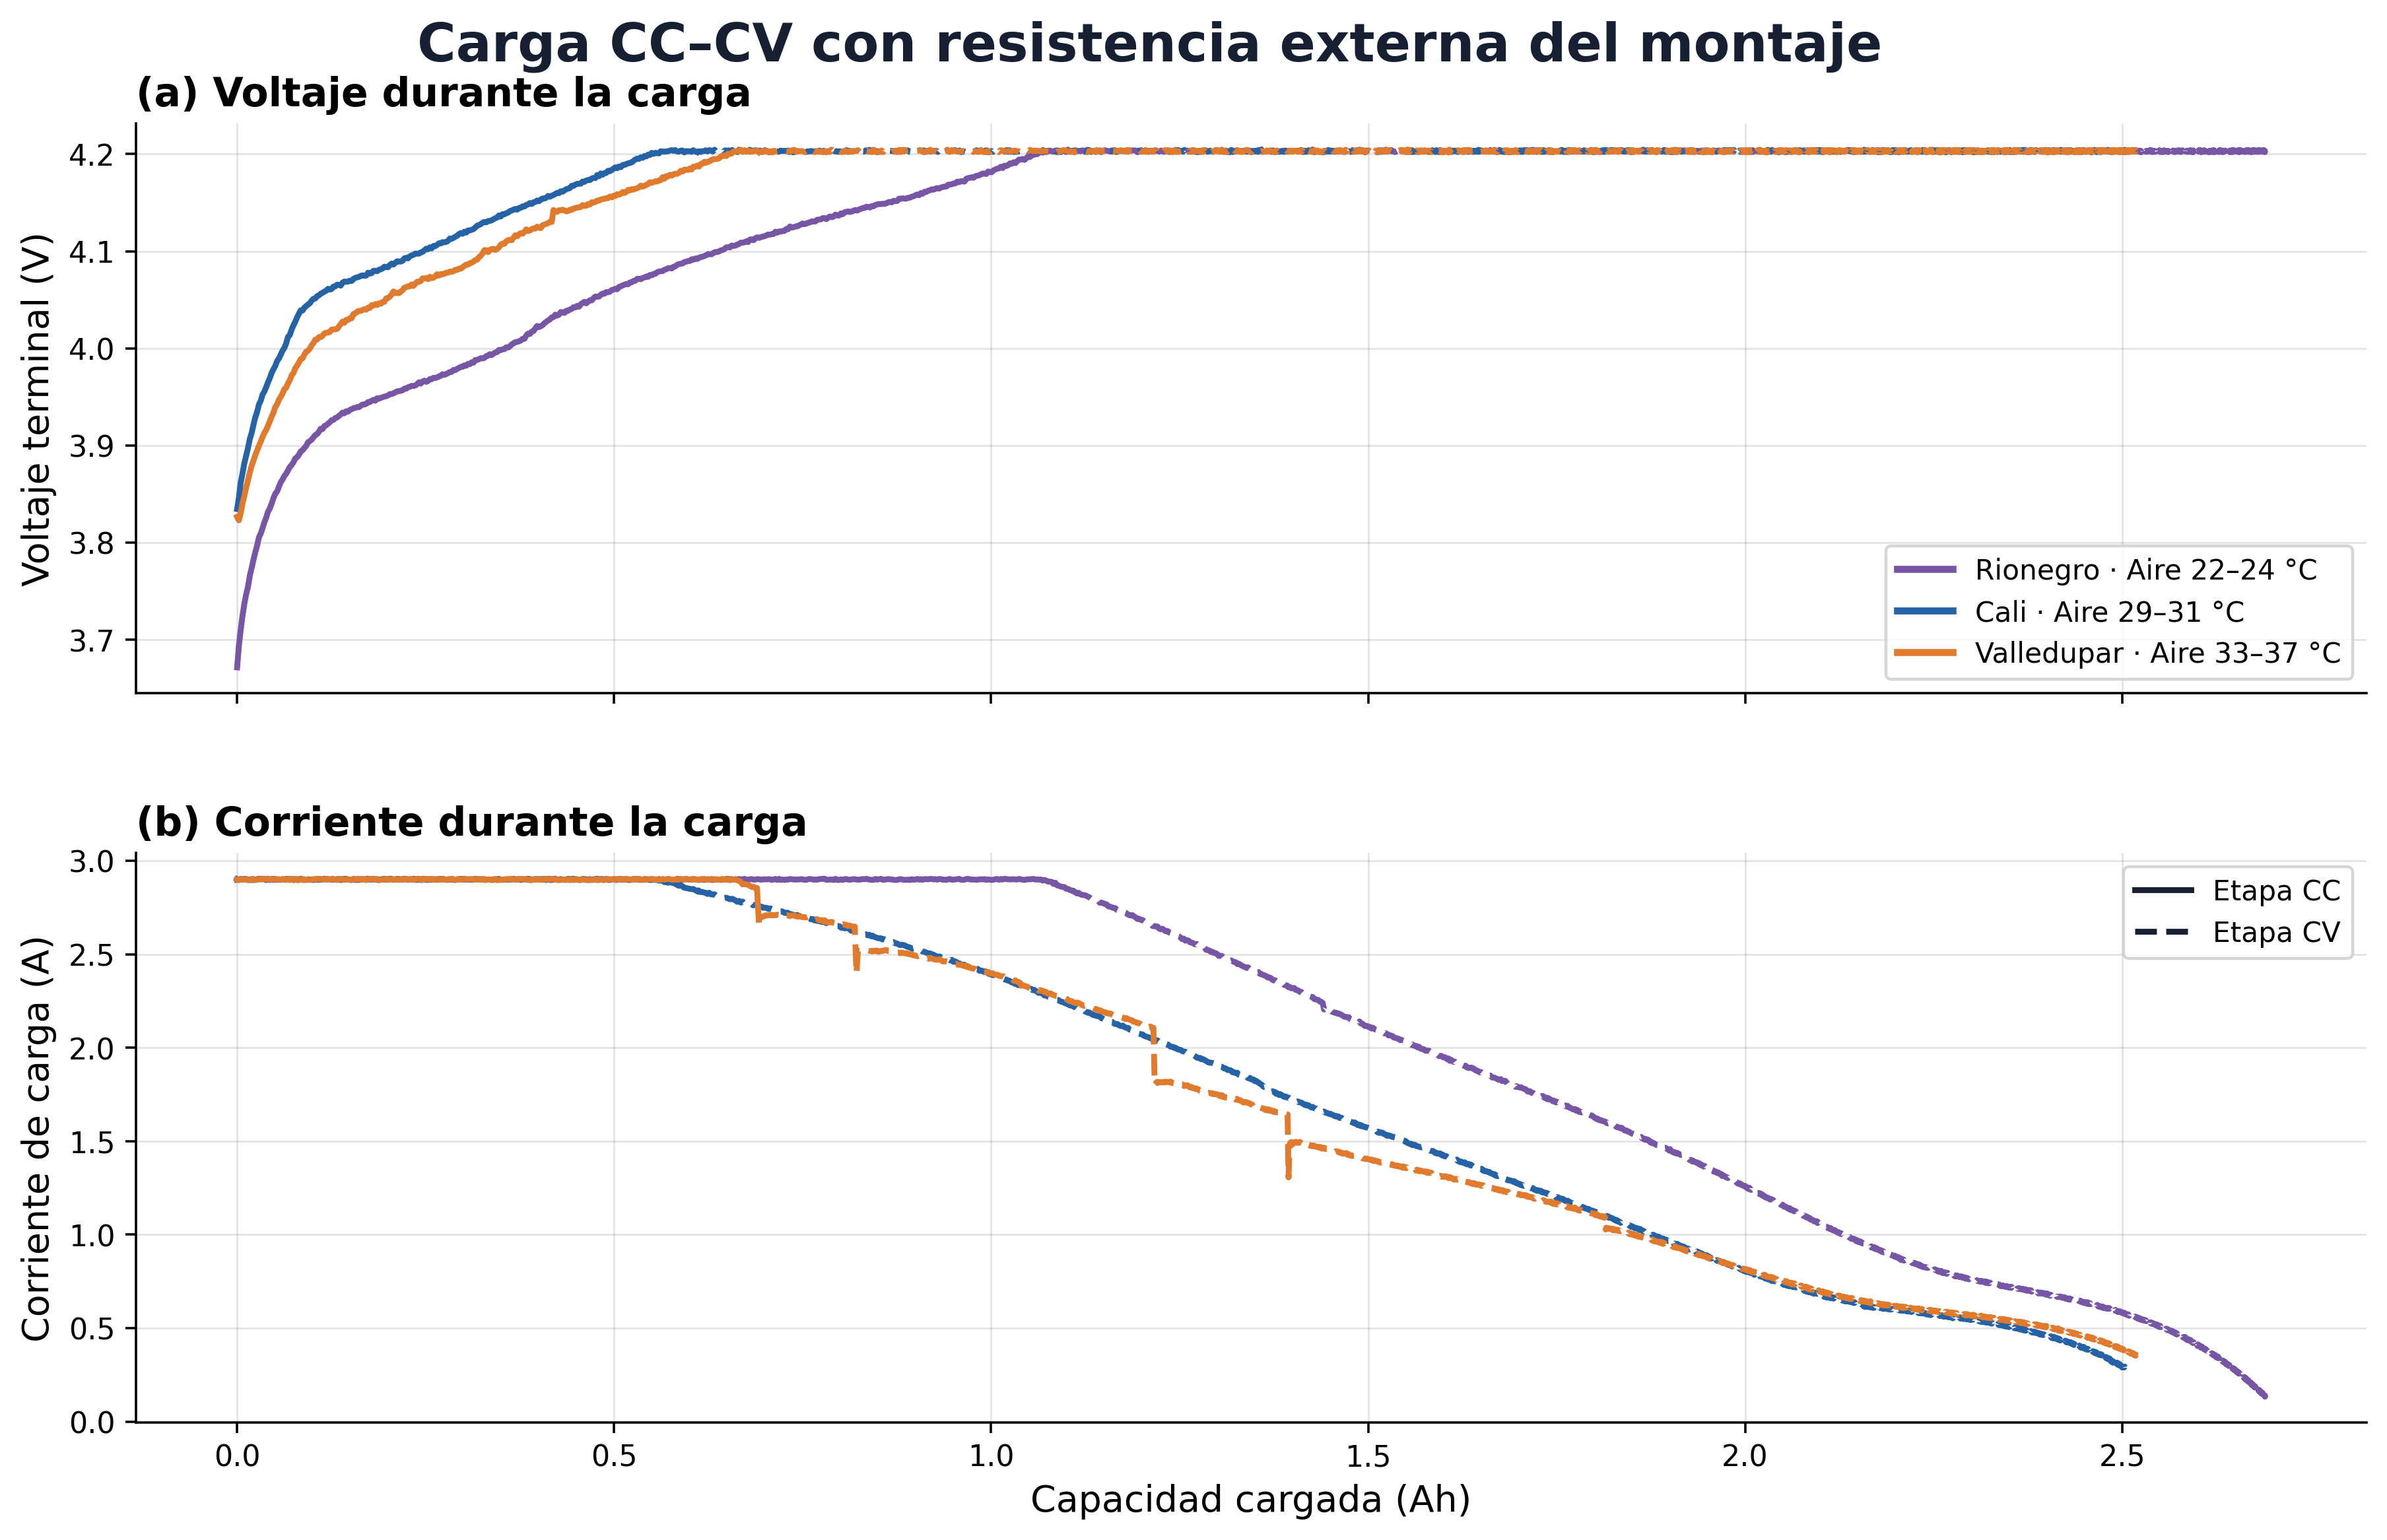 Carga CC–CV con resistencia externa del montaje
(a) Voltaje durante la carga
Voltaje terminal (V)
4.2
4.1
4.0
3.9
3.8
3.7
Rionegro · Aire 22–24 °C
Cali · Aire 29–31 °C
Valledupar · Aire 33–37 °C
(b) Corriente durante la carga
Corriente de carga (A)
3.0
2.5
2.0
1.5
1.0
0.5
0.0
Etapa CC
Etapa CV
0.0 0.5 1.0 1.5 2.0 2.5
Capacidad cargada (Ah)